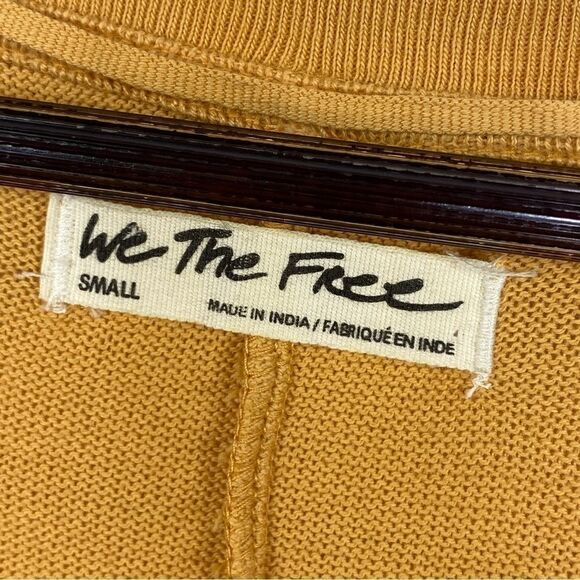 We The Free
SMALL
MADE IN INDIA / FABRIQUÉ EN INDE